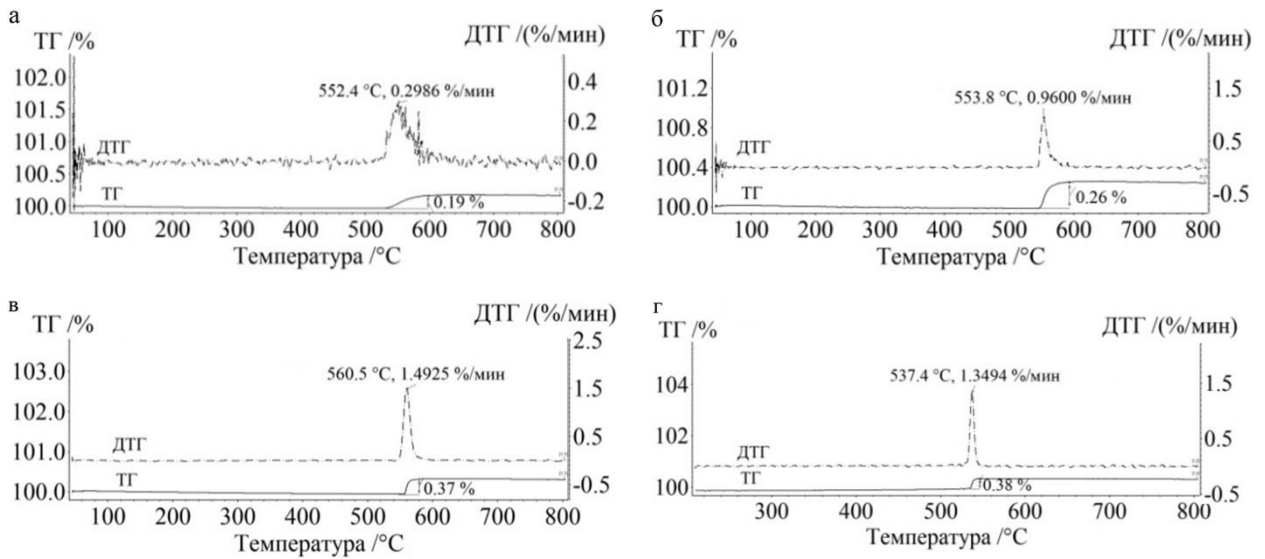 а
ТГ /%
ДТГ /(%/мин)
102.0
101.5
101.0
100.5
100.0
0.4
0.2
0.0
-0.2
552.4 °C, 0.2986 %/мин
ДТГ
ТГ
0.19 %
100 200 300 400 500 600 700 800
Температура /°C
б
ТГ /%
ДТГ /(%/мин)
101.2
100.8
100.4
100.0
1.5
0.5
-0.5
553.8 °C, 0.9600 %/мин
ДТГ
ТГ
0.26 %
100 200 300 400 500 600 700 800
Температура /°C
в
ТГ /%
ДТГ /(%/мин)
103.0
102.0
101.0
100.0
2.5
1.5
0.5
-0.5
560.5 °C, 1.4925 %/мин
ДТГ
ТГ
0.37 %
100 200 300 400 500 600 700 800
Температура /°C
г
ТГ /%
ДТГ /(%/мин)
104
102
100
1.5
0.5
-0.5
537.4 °C, 1.3494 %/мин
ДТГ
ТГ
0.38 %
300 400 500 600 700 800
Температура /°C